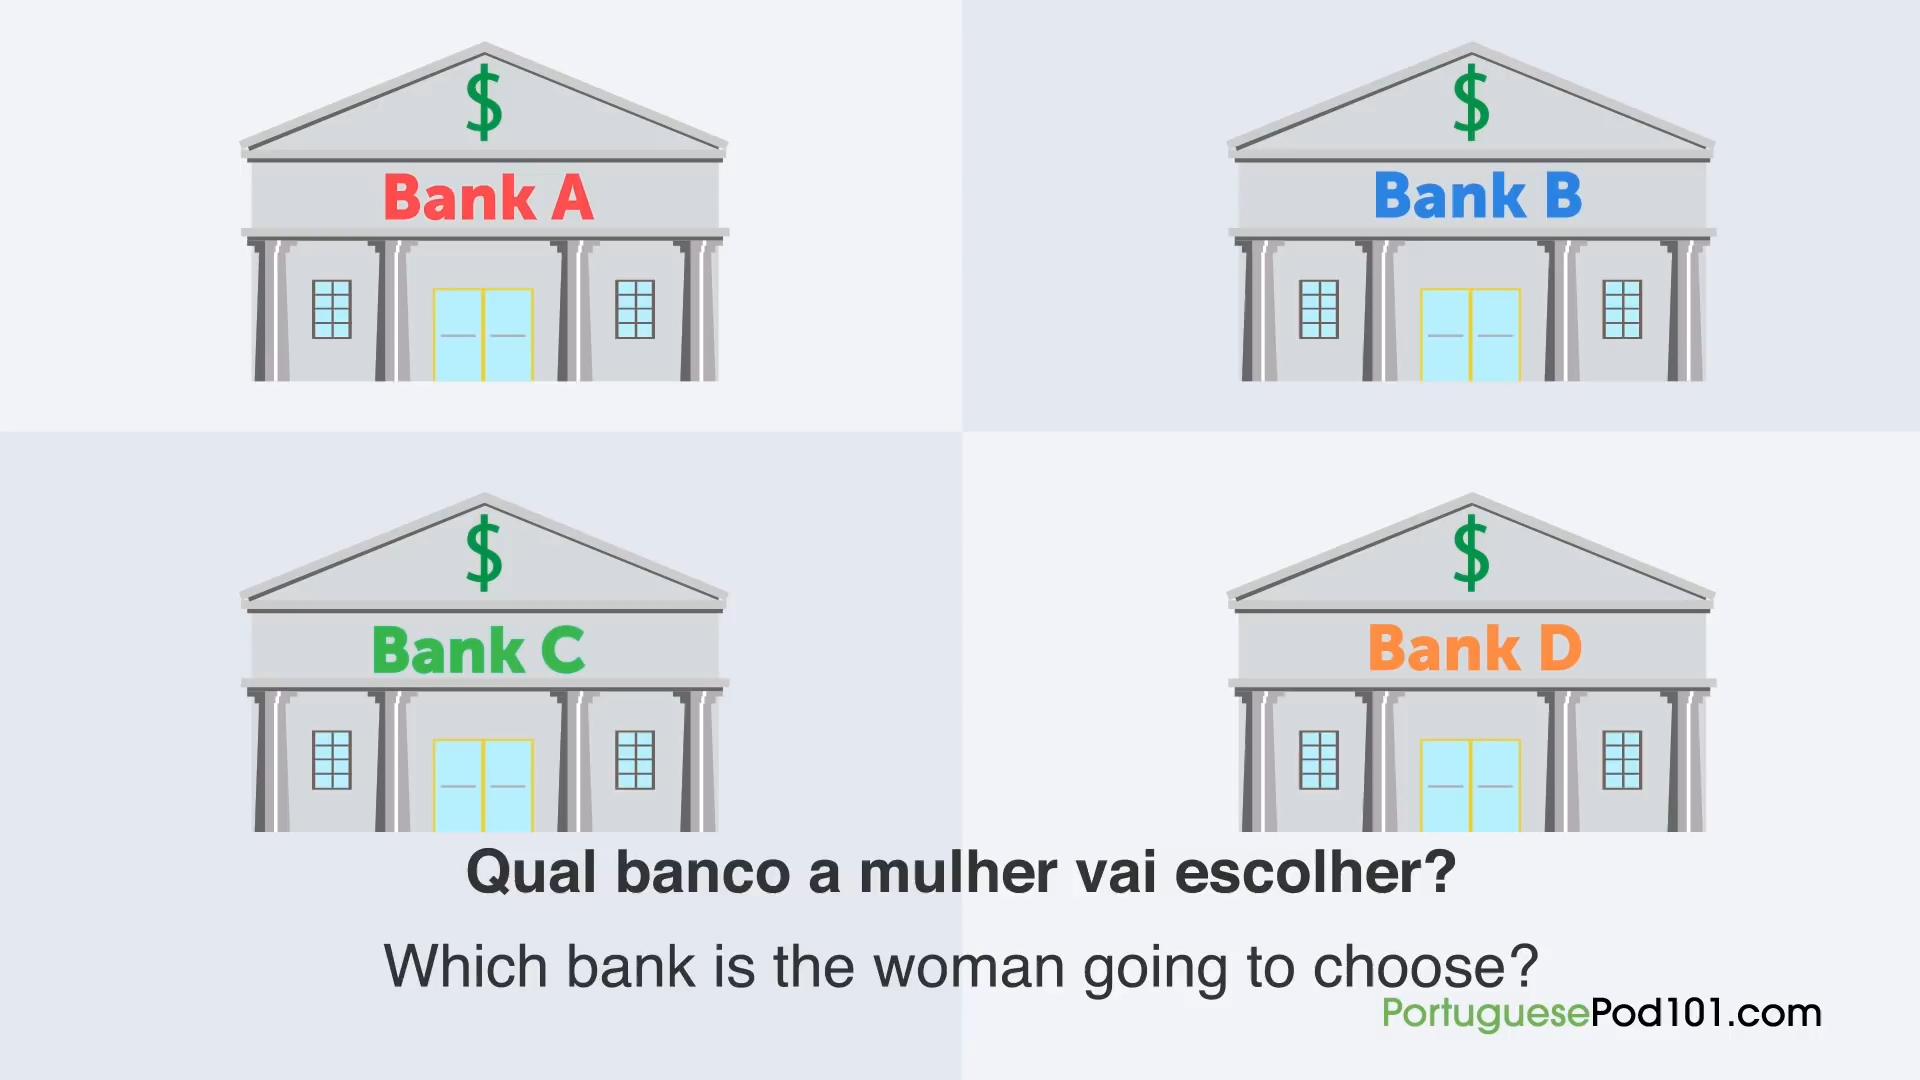 $
Bank A
$
Bank B
$
Bank C
$
Bank D
Qual banco a mulher vai escolher?
Which bank is the woman going to choose?
PortuguesePod101.com